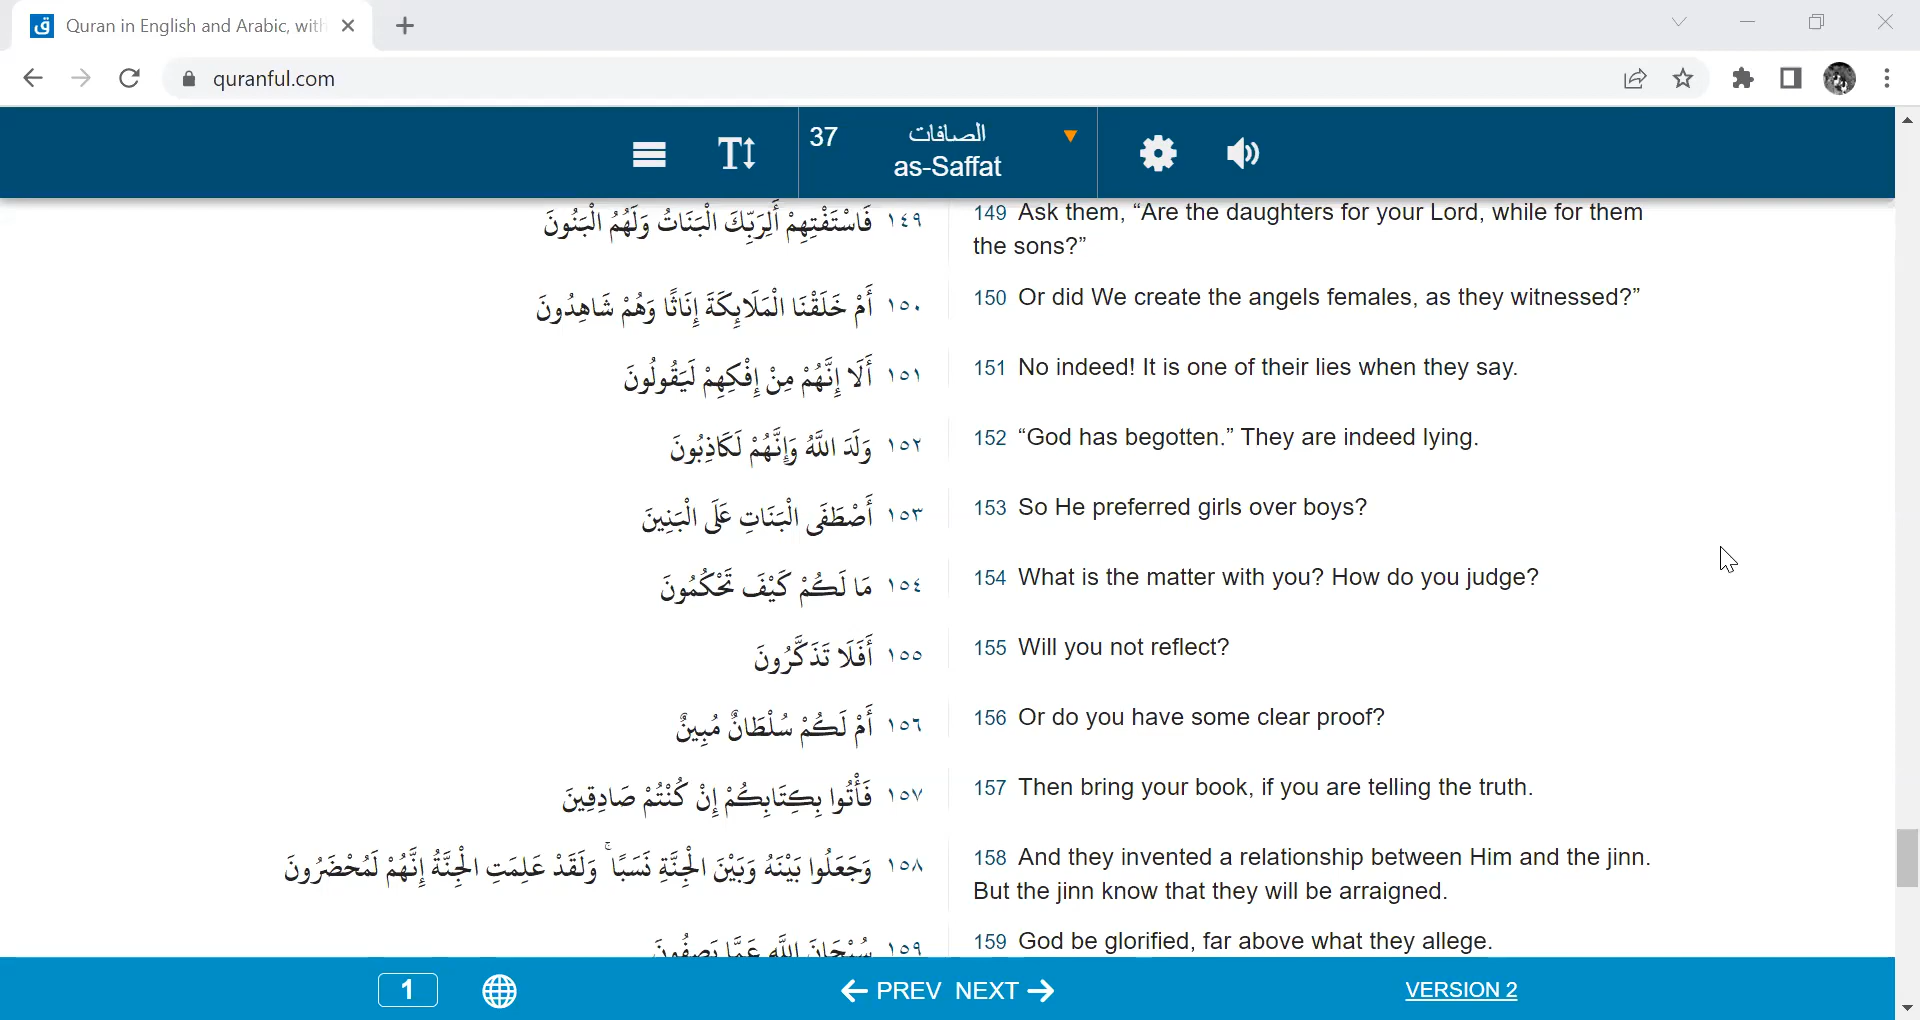 Quran in English and Arabic, with
quranful.com
37
الصافات
as-Saffat
١٤٩ فَاسْتَفْتِهِمْ أَلِرَبِّكَ الْبَنَاتُ وَلَهُمُ الْبَنُونَ
149 Ask them, “Are the daughters for your Lord, while for them
the sons?”
١٥٠ أَمْ خَلَقْنَا الْمَلَائِكَةَ إِنَاثًا وَهُمْ شَاهِدُونَ
150 Or did We create the angels females, as they witnessed?”
١٥١ أَلَا إِنَّهُمْ مِنْ إِفْكِهِمْ لَيَقُولُونَ
151 No indeed! It is one of their lies when they say.
١٥٢ وَلَدَ اللَّهُ وَإِنَّهُمْ لَكَاذِبُونَ
152 “God has begotten.” They are indeed lying.
١٥٣ أَصْطَفَى الْبَنَاتِ عَلَى الْبَنِينَ
153 So He preferred girls over boys?
١٥٤ مَا لَكُمْ كَيْفَ تَحْكُمُونَ
154 What is the matter with you? How do you judge?
١٥٥ أَفَلَا تَذَكَّرُونَ
155 Will you not reflect?
١٥٦ أَمْ لَكُمْ سُلْطَانٌ مُبِينٌ
156 Or do you have some clear proof?
١٥٧ فَأْتُوا بِكِتَابِكُمْ إِنْ كُنْتُمْ صَادِقِينَ
157 Then bring your book, if you are telling the truth.
١٥٨ وَجَعَلُوا بَيْنَهُ وَبَيْنَ الْجِنَّةِ نَسَبًا ۚ وَلَقَدْ عَلِمَتِ الْجِنَّةُ إِنَّهُمْ لَمُحْضَرُونَ
158 And they invented a relationship between Him and the jinn.
But the jinn know that they will be arraigned.
١٥٩ سُبْحَانَ اللَّهِ عَمَّا يَصِفُونَ
159 God be glorified, far above what they allege.
1
PREV NEXT
VERSION 2